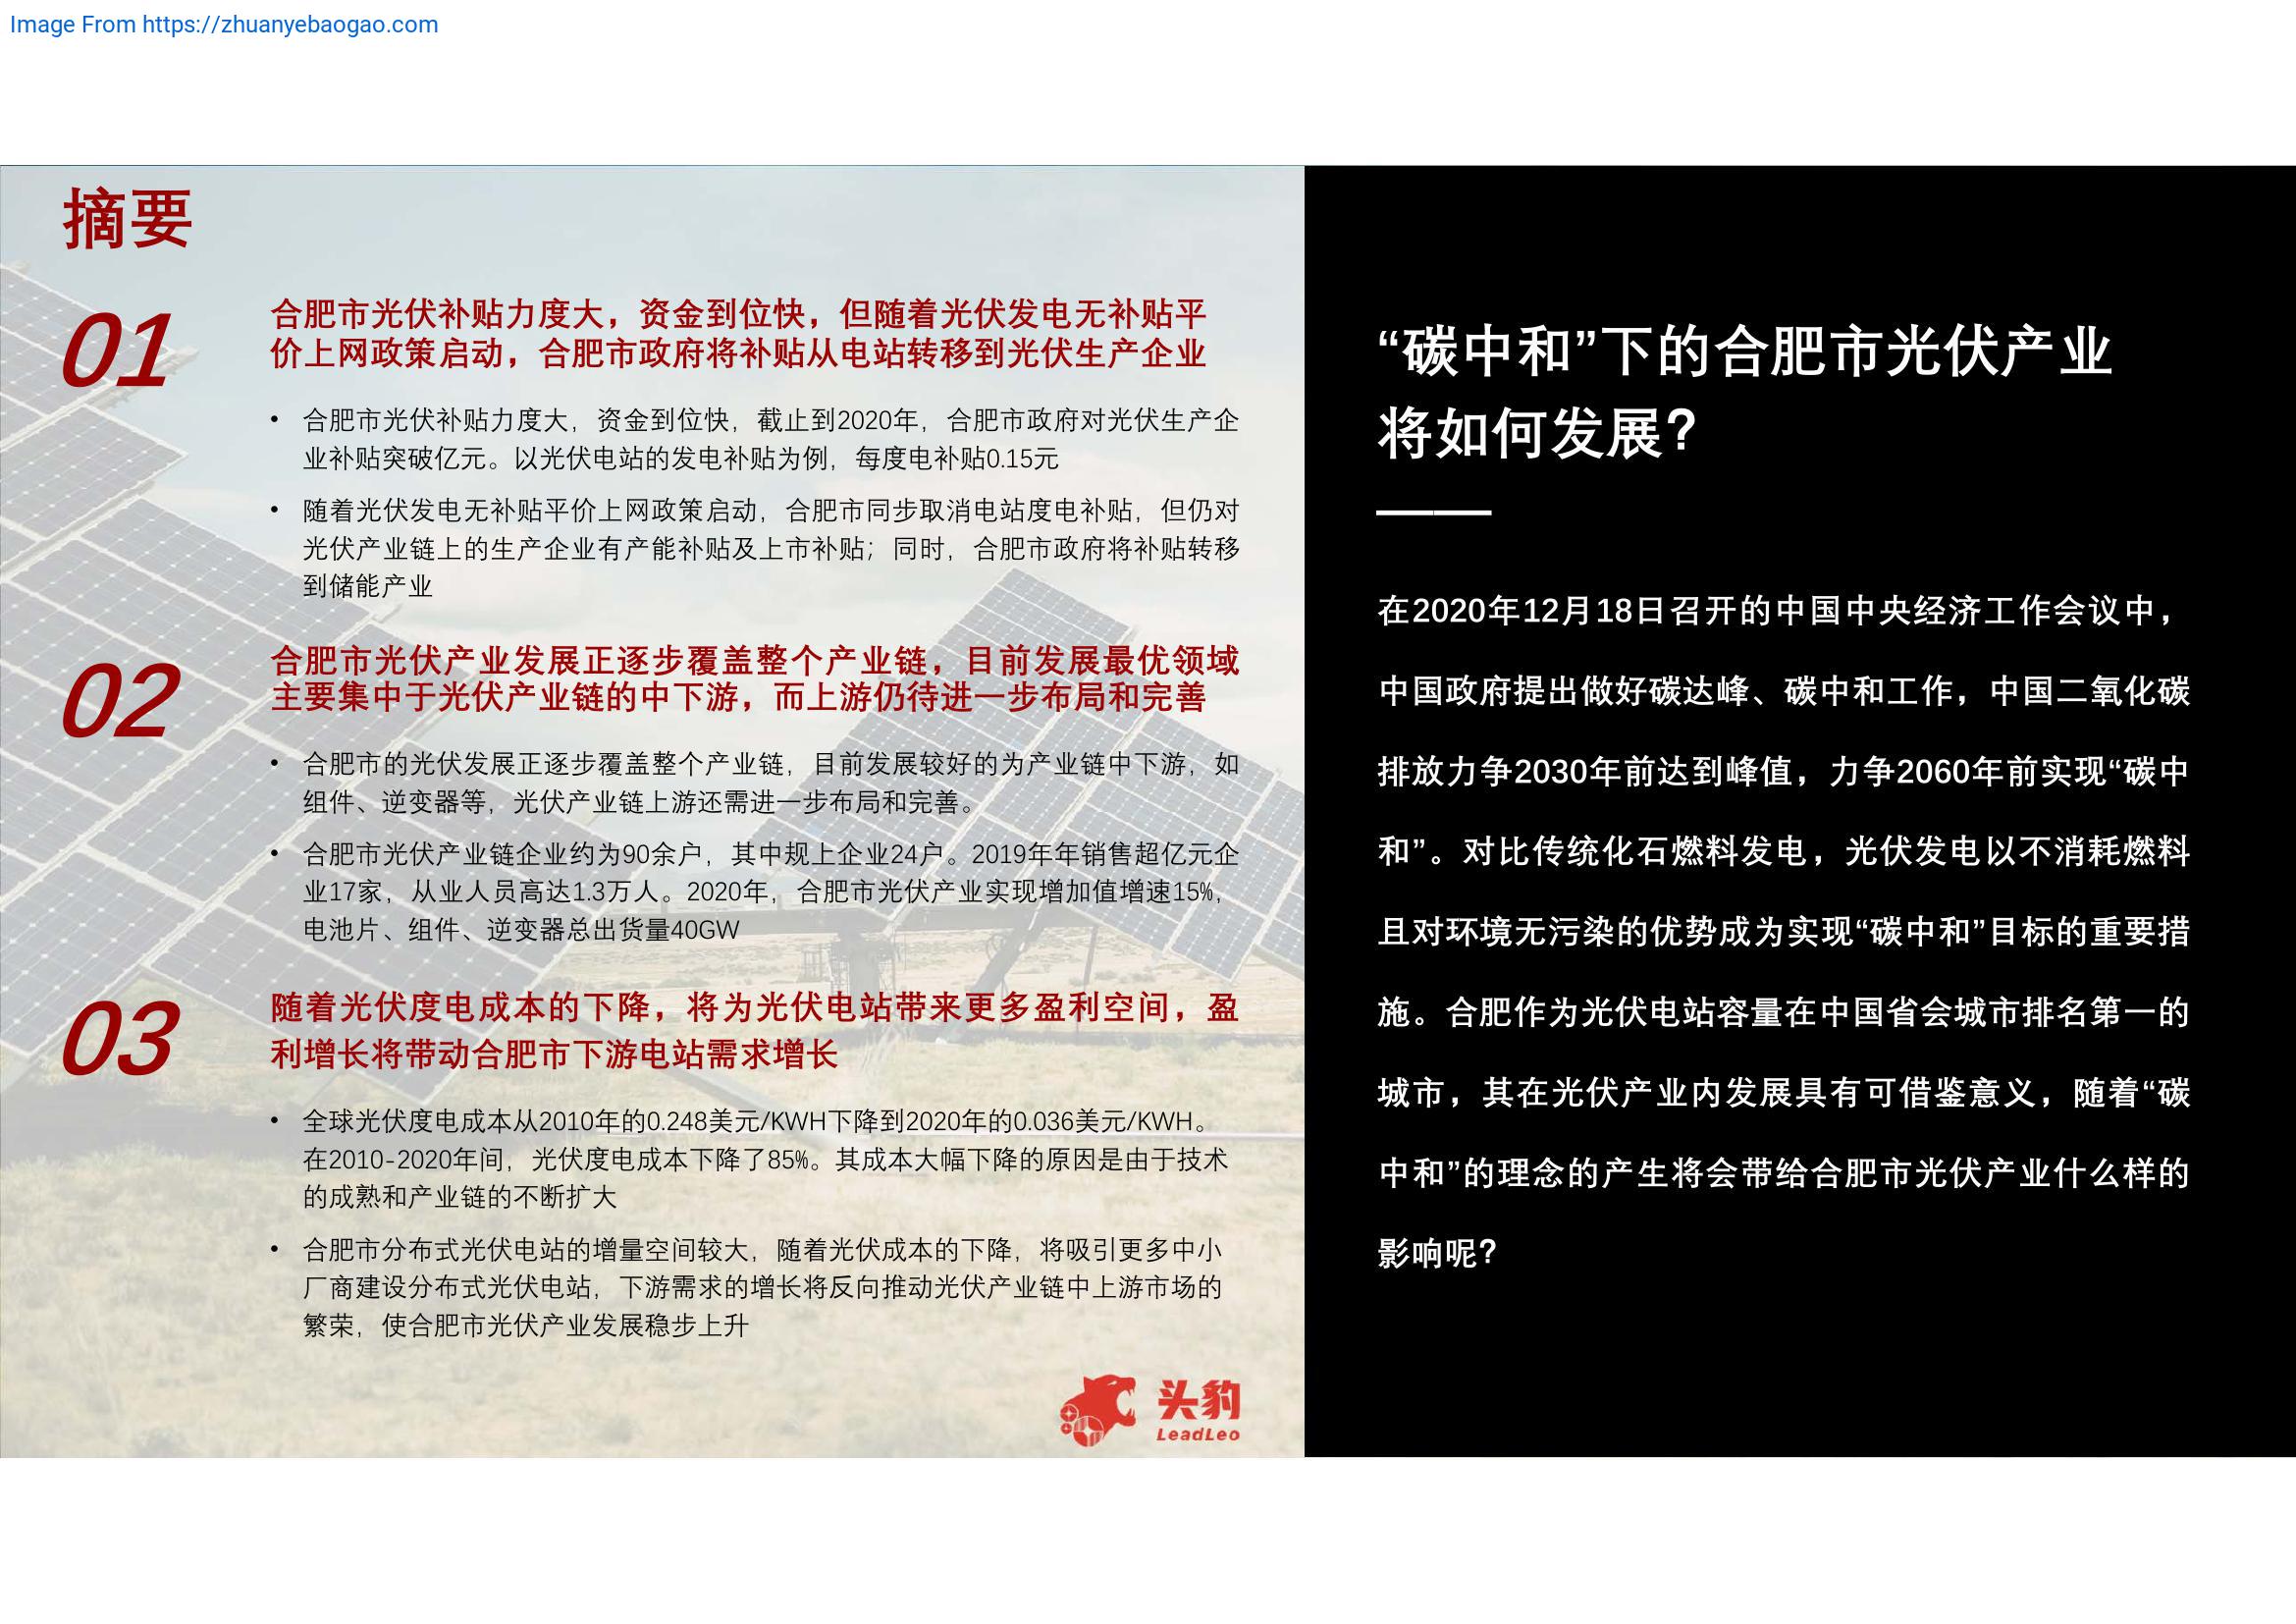 Image From https://zhuanyebaogao.com
摘要
01
合肥市光伏补贴力度大，资金到位快，但随着光伏发电无补贴平
价上网政策启动，合肥市政府将补贴从电站转移到光伏生产企业
• 合肥市光伏补贴力度大，资金到位快，截止到2020年，合肥市政府对光伏生产企
业补贴突破亿元。以光伏电站的发电补贴为例，每度电补贴0.15元
• 随着光伏发电无补贴平价上网政策启动，合肥市同步取消电站度电补贴，但仍对
光伏产业链上的生产企业有产能补贴及上市补贴；同时，合肥市政府将补贴转移
到储能产业
02
合肥市光伏产业发展正逐步覆盖整个产业链，目前发展最优领域
主要集中于光伏产业链的中下游，而上游仍待进一步布局和完善
• 合肥市的光伏发展正逐步覆盖整个产业链，目前发展较好的为产业链中下游，如
组件、逆变器等，光伏产业链上游还需进一步布局和完善。
• 合肥市光伏产业链企业约为90余户，其中规上企业24户。2019年年销售超亿元企
业17家，从业人员高达1.3万人。2020年，合肥市光伏产业实现增加值增速15%，
电池片、组件、逆变器总出货量40GW
03
随着光伏度电成本的下降，将为光伏电站带来更多盈利空间，盈
利增长将带动合肥市下游电站需求增长
• 全球光伏度电成本从2010年的0.248美元/KWH下降到2020年的0.036美元/KWH。
在2010-2020年间，光伏度电成本下降了85%。其成本大幅下降的原因是由于技术
的成熟和产业链的不断扩大
• 合肥市分布式光伏电站的增量空间较大，随着光伏成本的下降，将吸引更多中小
厂商建设分布式光伏电站，下游需求的增长将反向推动光伏产业链中上游市场的
繁荣，使合肥市光伏产业发展稳步上升
头豹
LeadLeo
“碳中和”下的合肥市光伏产业
将如何发展？
在2020年12月18日召开的中国中央经济工作会议中，
中国政府提出做好碳达峰、碳中和工作，中国二氧化碳
排放力争2030年前达到峰值，力争2060年前实现“碳中
和”。对比传统化石燃料发电，光伏发电以不消耗燃料
且对环境无污染的优势成为实现“碳中和”目标的重要措
施。合肥作为光伏电站容量在中国省会城市排名第一的
城市，其在光伏产业内发展具有可借鉴意义，随着“碳
中和”的理念的产生将会带给合肥市光伏产业什么样的
影响呢？